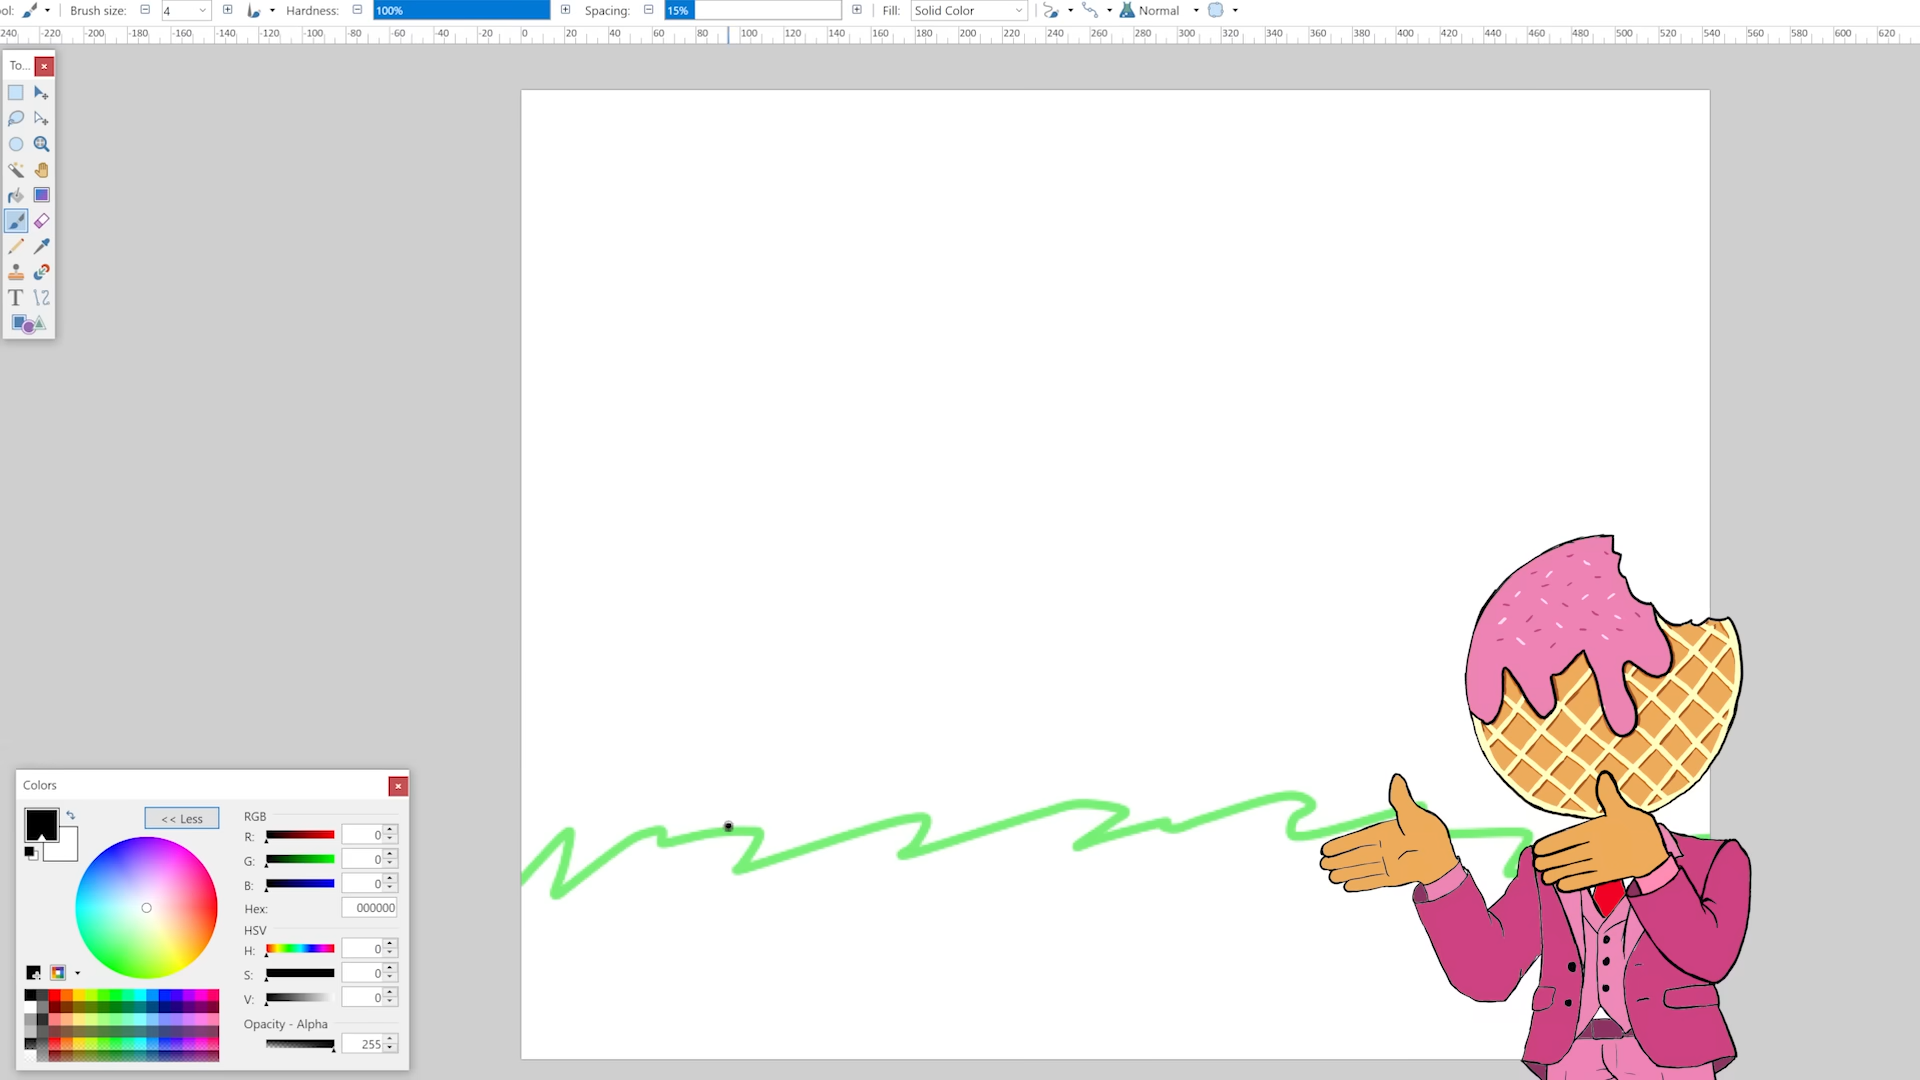 ol: Brush size: 4 Hardness: 100% Spacing: 15% Fill: Solid Color Normal
240 -220 -200 -180 -160 -140 -120 -100 -80 -60 -40 -20 0 20 40 60 80 100 120 140 160 180 200 220 240 260 280 300 320 340 360 380 400 420 440 460 480 500 520 540 560 580 600 620
To...
T
Colors
<< Less
RGB
R: 0
G: 0
B: 0
Hex: 000000
HSV
H: 0
S: 0
V: 0
Opacity - Alpha
255